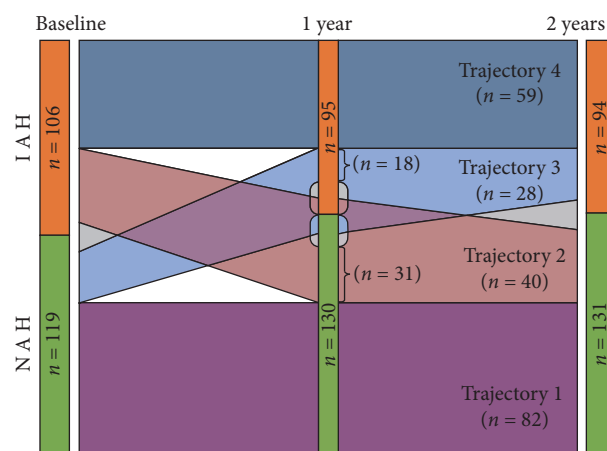 Baseline 1 year 2 years
I A H
n = 106
n = 95
n = 94
Trajectory 4
(n = 59)
(n = 18)
Trajectory 3
(n = 28)
N A H
n = 119
n = 130
n = 131
(n = 31)
Trajectory 2
(n = 40)
Trajectory 1
(n = 82)